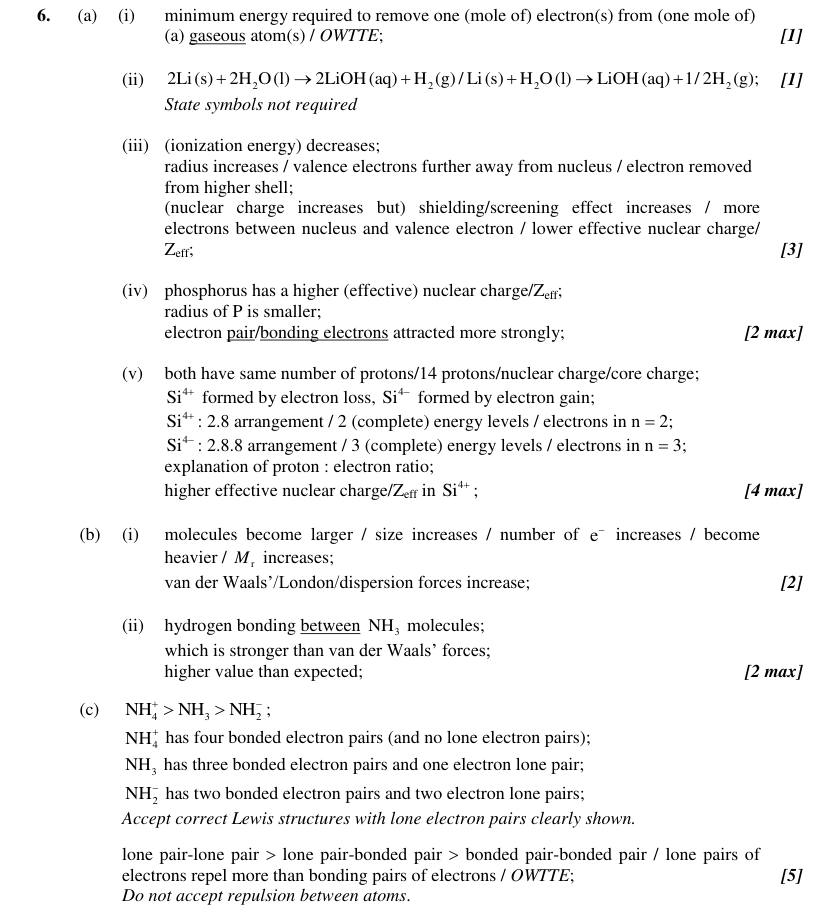 6. (a) (i) minimum energy required to remove one (mole of) electron(s) from (one mole of)
(a) gaseous atom(s) / OWTTE; [1]
(ii) 2Li(s)+2H₂O(l)→2LiOH(aq)+H₂(g)/Li(s)+H₂O(l)→LiOH(aq)+1/2H₂(g); [1]
State symbols not required
(iii) (ionization energy) decreases;
radius increases / valence electrons further away from nucleus / electron removed
from higher shell;
(nuclear charge increases but) shielding/screening effect increases / more
electrons between nucleus and valence electron / lower effective nuclear charge/
Zeff; [3]
(iv) phosphorus has a higher (effective) nuclear charge/Zeff;
radius of P is smaller;
electron pair/bonding electrons attracted more strongly; [2 max]
(v) both have same number of protons/14 protons/nuclear charge/core charge;
Si⁴⁺ formed by electron loss, Si⁴⁻ formed by electron gain;
Si⁴⁺ : 2.8 arrangement / 2 (complete) energy levels / electrons in n = 2;
Si⁴⁻ : 2.8.8 arrangement / 3 (complete) energy levels / electrons in n = 3;
explanation of proton : electron ratio;
higher effective nuclear charge/Zeff in Si⁴⁺ ; [4 max]
(b) (i) molecules become larger / size increases / number of e⁻ increases / become
heavier / Mᵣ increases;
van der Waals’/London/dispersion forces increase; [2]
(ii) hydrogen bonding between NH₃ molecules;
which is stronger than van der Waals’ forces;
higher value than expected; [2 max]
(c) NH₄⁺ > NH₃ > NH₂⁻ ;
NH₄⁺ has four bonded electron pairs (and no lone electron pairs);
NH₃ has three bonded electron pairs and one electron lone pair;
NH₂⁻ has two bonded electron pairs and two electron lone pairs;
Accept correct Lewis structures with lone electron pairs clearly shown.
lone pair-lone pair > lone pair-bonded pair > bonded pair-bonded pair / lone pairs of
electrons repel more than bonding pairs of electrons / OWTTE; [5]
Do not accept repulsion between atoms.